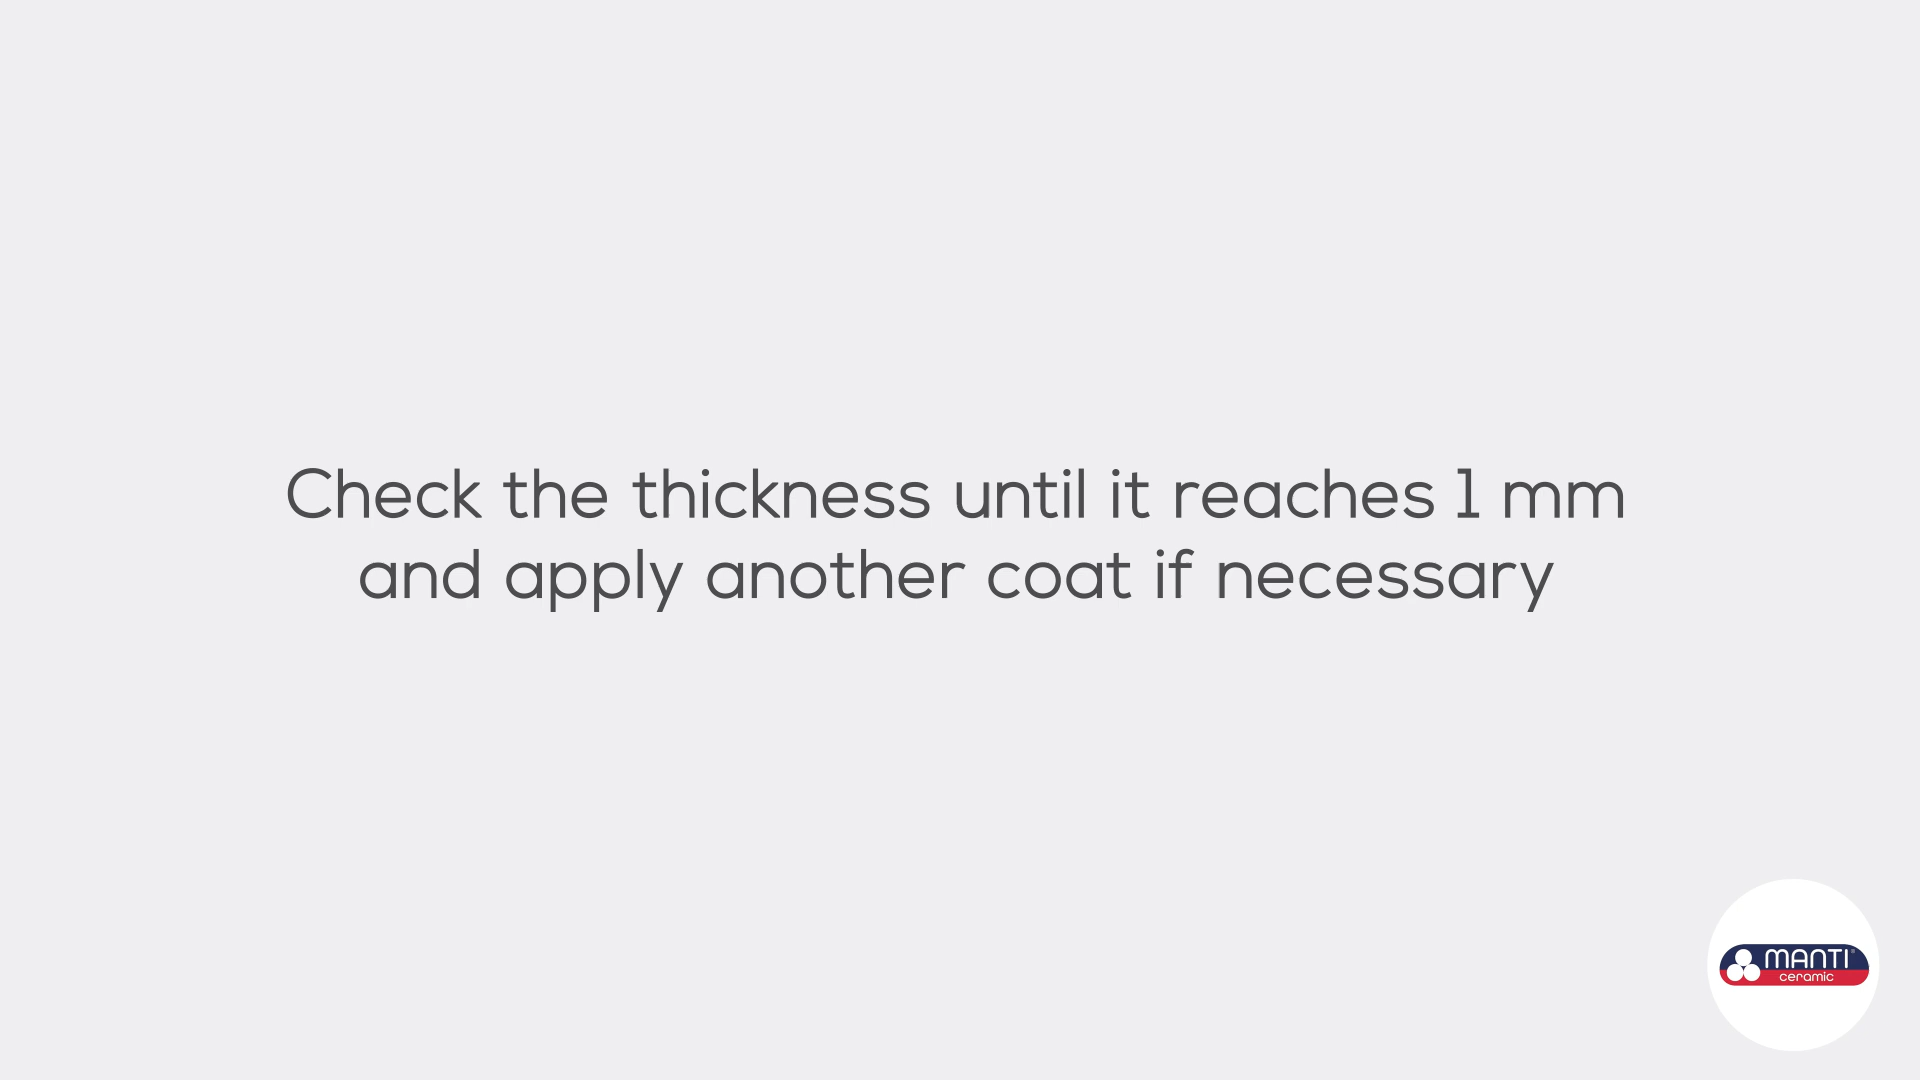 Check the thickness until it reaches 1 mm
and apply another coat if necessary
MANTI
ceramic